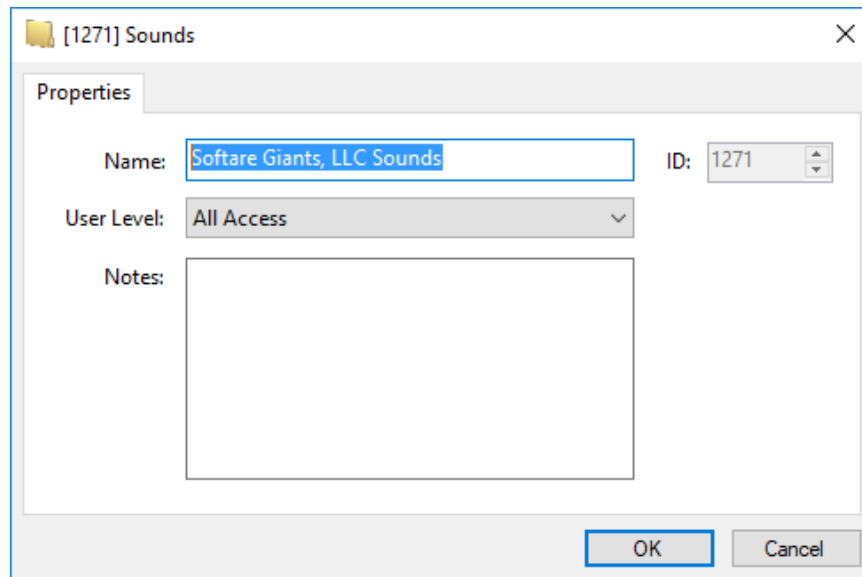 [1271] Sounds
Properties
Name: Softare Giants, LLC Sounds ID: 1271
User Level: All Access
Notes:
OK Cancel